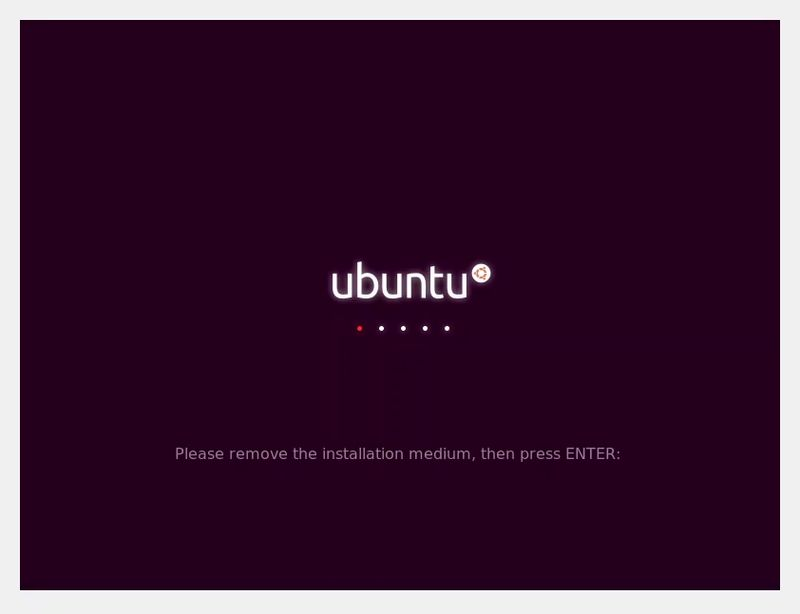 ubuntu
Please remove the installation medium, then press ENTER: